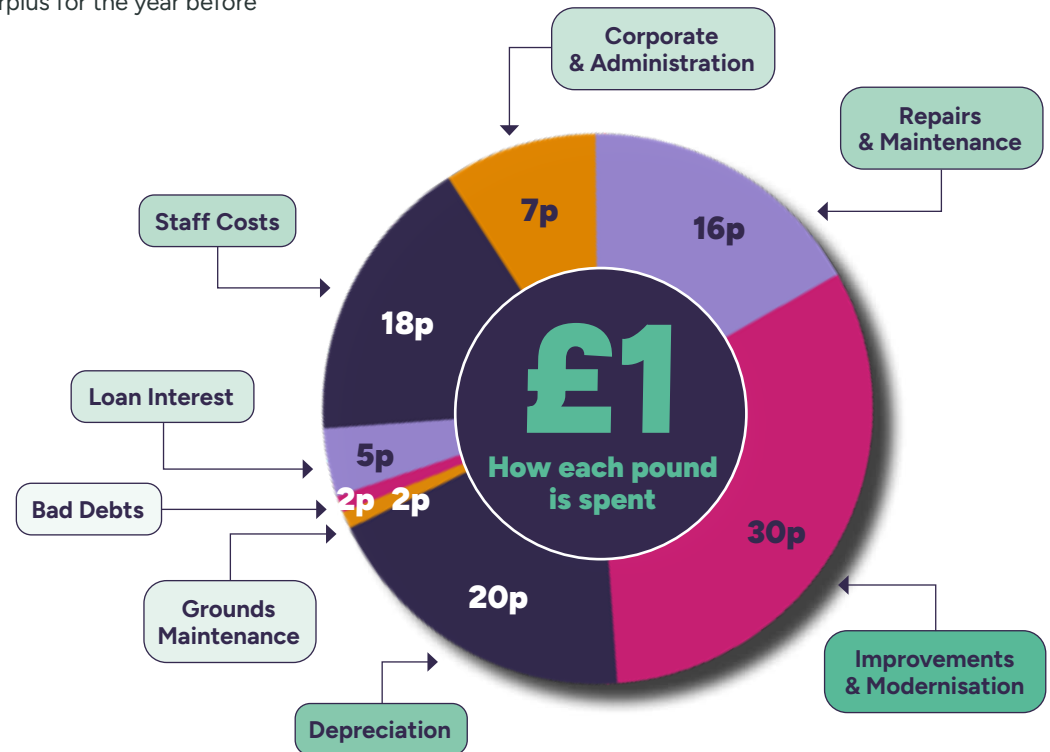 rplus for the year before
Corporate
& Administration
Repairs
& Maintenance
7p
16p
Staff Costs
18p
£1
Loan Interest
5p
How each pound
is spent
Bad Debts
2p 2p
30p
20p
Grounds
Maintenance
Improvements
& Modernisation
Depreciation